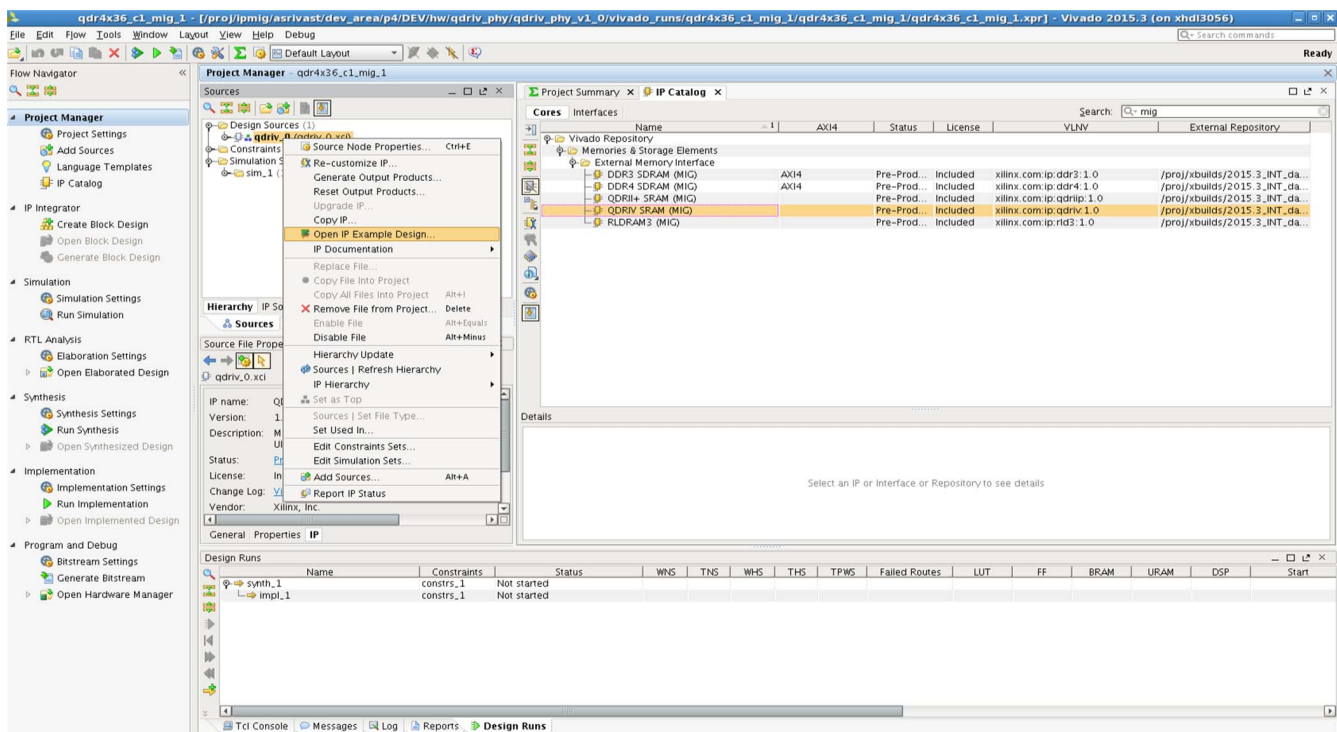 qdr4x36_c1_mig_1 - [/proj/ipmig/asrivast/dev_area/p4/DEV/hw/qdriv_phy/qdriv_phy_v1_0/vivado_runs/qdr4x36_c1_mig_1/qdr4x36_c1_mig_1/qdr4x36_c1_mig_1.xpr] - Vivado 2015.3 (on xhdl3056)
File Edit Flow Tools Window Layout View Help Debug
Search commands
Default Layout
Ready
Flow Navigator
Project Manager
Project Settings
Add Sources
Language Templates
IP Catalog
IP Integrator
Create Block Design
Open Block Design
Generate Block Design
Simulation
Simulation Settings
Run Simulation
RTL Analysis
Elaboration Settings
Open Elaborated Design
Synthesis
Synthesis Settings
Run Synthesis
Open Synthesized Design
Implementation
Implementation Settings
Run Implementation
Open Implemented Design
Program and Debug
Bitstream Settings
Generate Bitstream
Open Hardware Manager
Project Manager - qdr4x36_c1_mig_1
Sources
Design Sources (1)
qdriv_0 (qdriv_0.xci)
Constraints
Simulation S
sim_1 (
Hierarchy IP So
Sources
Source File Prope
qdriv_0.xci
IP name: QI
Version: 1.
Description: M
UI
Status: Pr
License: In
Change Log: Vi
Vendor: Xilinx, Inc.
General Properties IP
Source Node Properties... Ctrl+E
Re-customize IP...
Generate Output Products...
Reset Output Products...
Upgrade IP...
Copy IP...
Open IP Example Design...
IP Documentation
Replace File...
Copy File Into Project
Copy All Files Into Project Alt+I
Remove File from Project... Delete
Enable File Alt+Equals
Disable File Alt+Minus
Hierarchy Update
Sources | Refresh Hierarchy
IP Hierarchy
Set as Top
Sources | Set File Type...
Set Used In...
Edit Constraints Sets...
Edit Simulation Sets...
Add Sources... Alt+A
Report IP Status
Project Summary IP Catalog
Cores Interfaces
Search: mig
Name 1 AXI4 Status License VLNV External Repository
Vivado Repository
Memories & Storage Elements
External Memory Interface
DDR3 SDRAM (MIG) AXI4 Pre-Prod... Included xilinx.com:ip:ddr3:1.0 /proj/xbuilds/2015.3_INT_da...
DDR4 SDRAM (MIG) AXI4 Pre-Prod... Included xilinx.com:ip:ddr4:1.0 /proj/xbuilds/2015.3_INT_da...
QDRII+ SRAM (MIG) Pre-Prod... Included xilinx.com:ip:qdriip:1.0 /proj/xbuilds/2015.3_INT_da...
QDRIV SRAM (MIG) Pre-Prod... Included xilinx.com:ip:qdriv:1.0 /proj/xbuilds/2015.3_INT_da...
RLDRAM3 (MIG) Pre-Prod... Included xilinx.com:ip:rld3:1.0 /proj/xbuilds/2015.3_INT_da...
Details
Select an IP or Interface or Repository to see details
Design Runs
Name Constraints Status WNS TNS WHS THS TPWS Failed Routes LUT FF BRAM URAM DSP Start
synth_1 constrs_1 Not started
impl_1 constrs_1 Not started
Tcl Console Messages Log Reports Design Runs